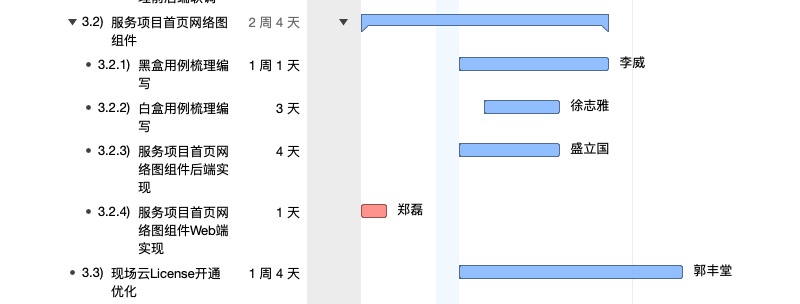 3.2) 服务项目首页网络图 2 周 4 天
组件
• 3.2.1) 黑盒用例梳理编 1 周 1 天 李威
写
• 3.2.2) 白盒用例梳理编 3 天 徐志雅
写
• 3.2.3) 服务项目首页网 4 天 盛立国
络图组件后端实
现
• 3.2.4) 服务项目首页网 1 天 郑磊
络图组件Web端
实现
• 3.3) 现场云License开通 1 周 4 天 郭丰堂
优化